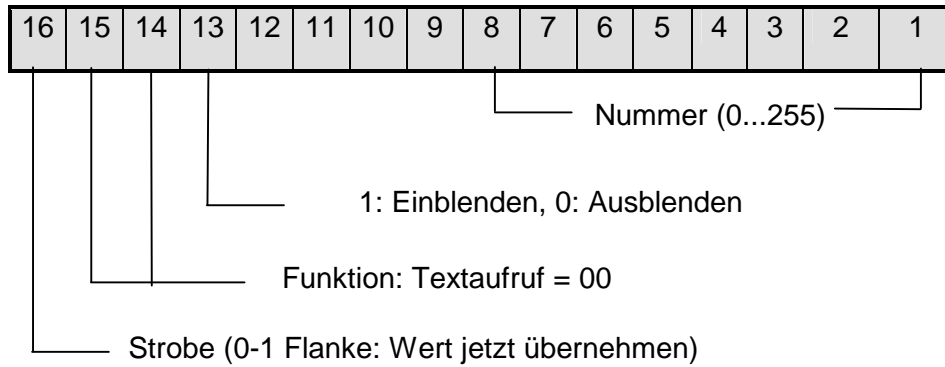 16 15 14 13 12 11 10 9 8 7 6 5 4 3 2 1
Nummer (0...255)
1: Einblenden, 0: Ausblenden
Funktion: Textaufruf = 00
Strobe (0-1 Flanke: Wert jetzt übernehmen)